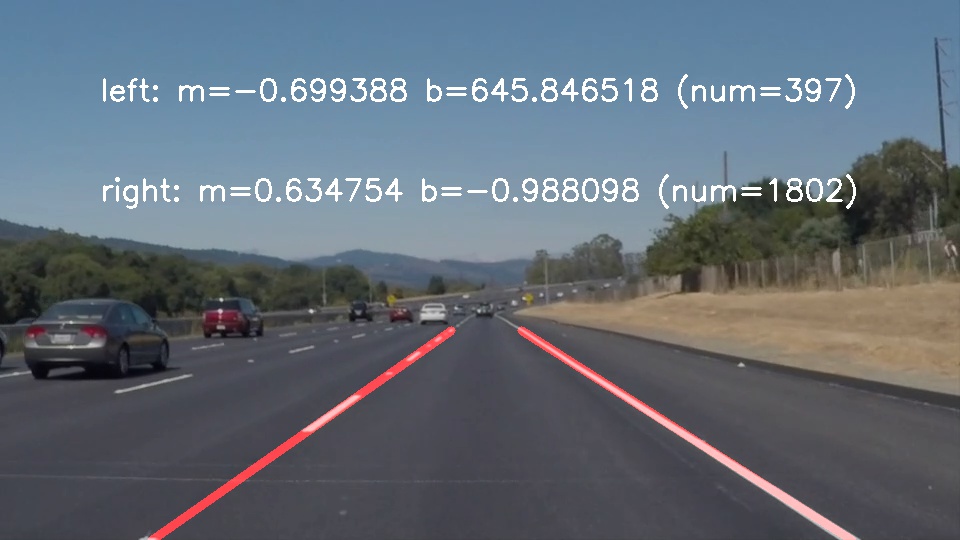 left: m=-0.699388 b=645.846518 (num=397)
right: m=0.634754 b=-0.988098 (num=1802)